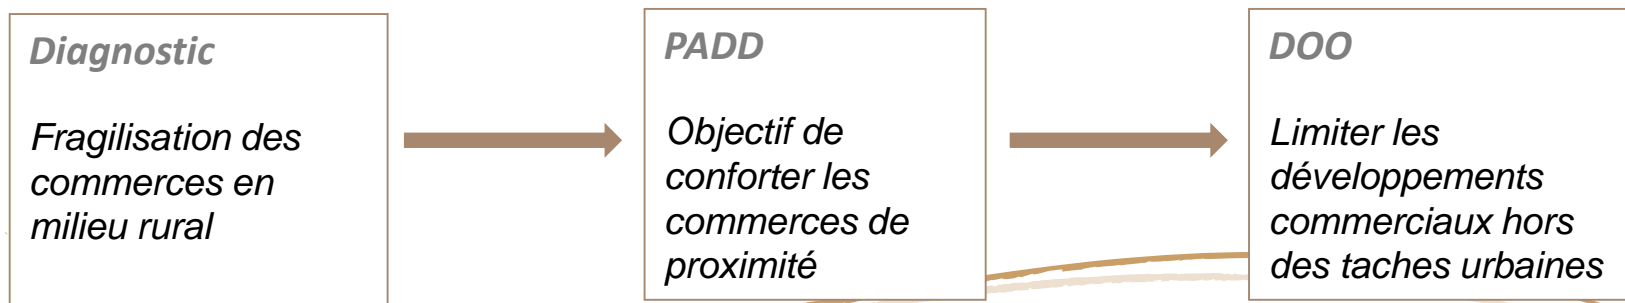 Diagnostic
Fragilisation des
commerces en
milieu rural
PADD
Objectif de
conforter les
commerces de
proximité
DOO
Limiter les
développements
commerciaux hors
des taches urbaines